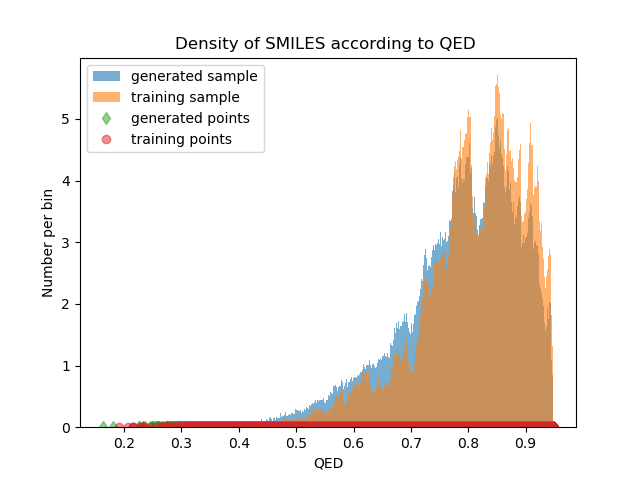 Density of SMILES according to QED
generated sample
training sample
generated points
training points
Number per bin
5
4
3
2
1
0
0.2 0.3 0.4 0.5 0.6 0.7 0.8 0.9
QED